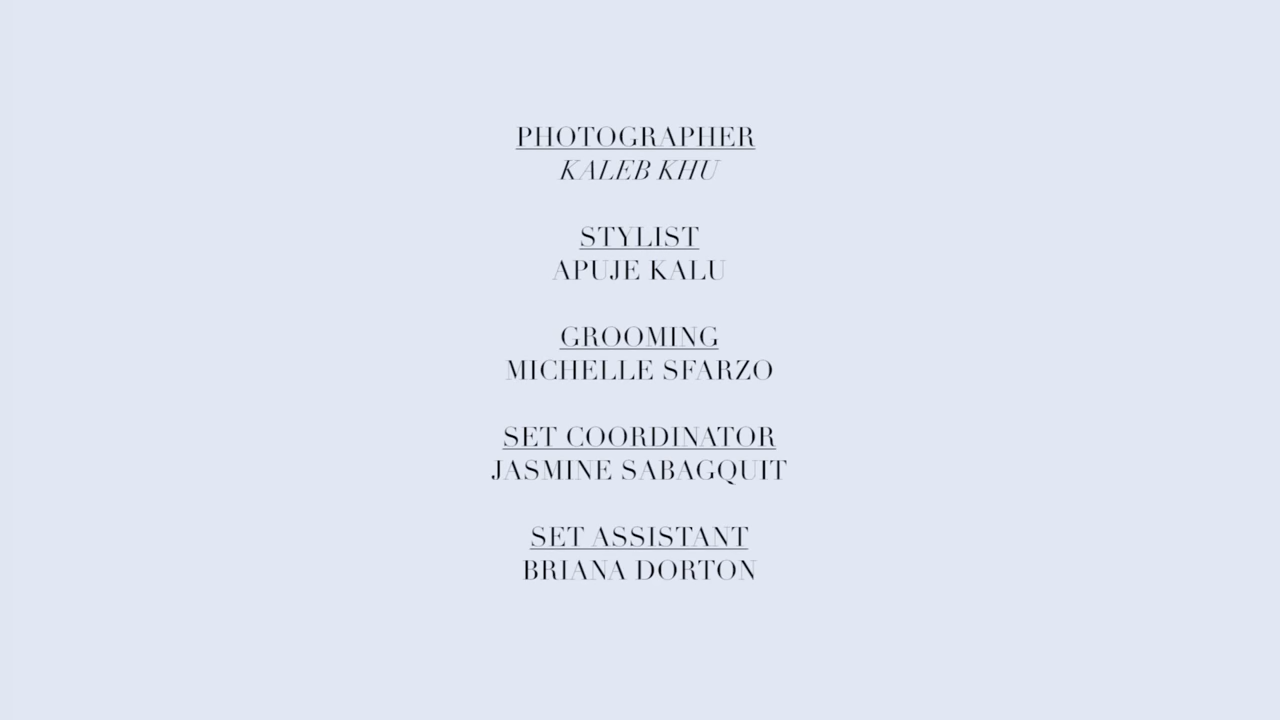 PHOTOGRAPHER
KALEB KHU
STYLIST
APUJE KALU
GROOMING
MICHELLE SFARZO
SET COORDINATOR
JASMINE SABAGQUIT
SET ASSISTANT
BRIANA DORTON